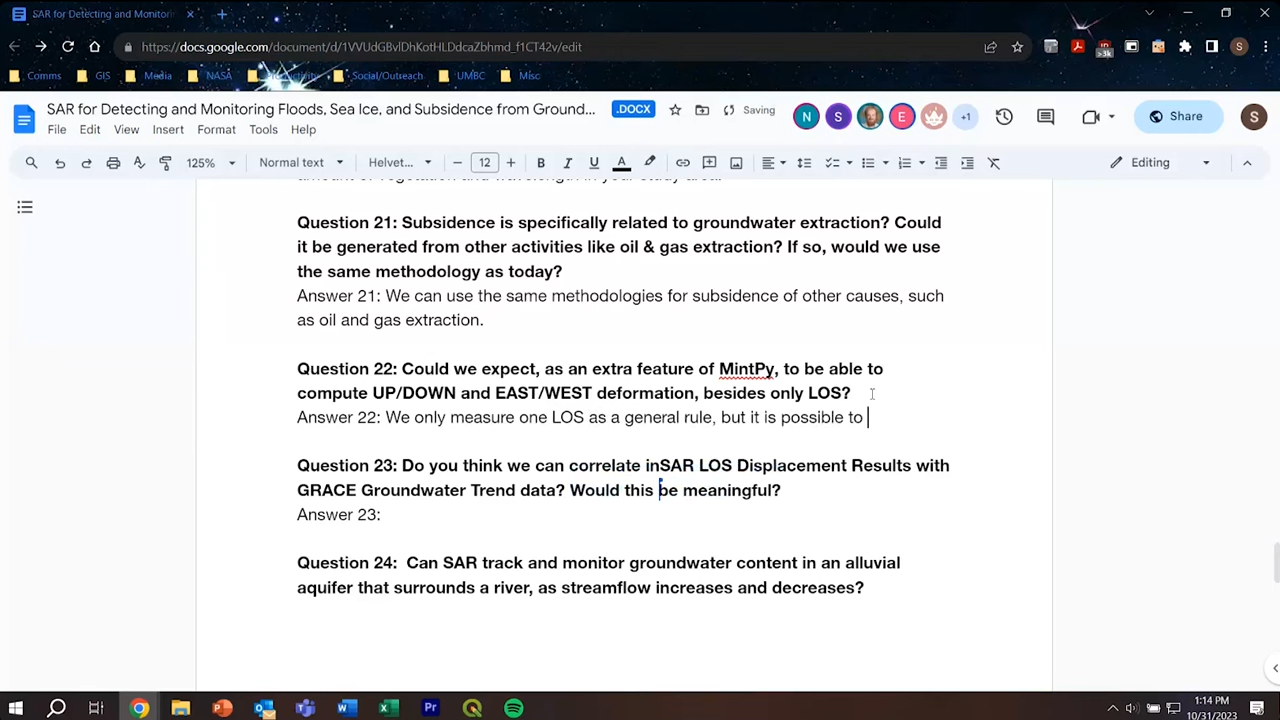 SAR for Detecting and Monitorin
https://docs.google.com/document/d/1VVUdGBvlDhKotHLDdcaZbhmd_f1CT42v/edit
>3k
S
Comms
GIS
Media
NASA
Social/Outreach
UMBC
Misc
SAR for Detecting and Monitoring Floods, Sea Ice, and Subsidence from Ground...
.DOCX
Saving
N
S
E
+1
Share
S
File
Edit
View
Insert
Format
Tools
Help
125%
Normal text
Helvet...
12
B
I
U
A
Editing
Question 21: Subsidence is specifically related to groundwater extraction? Could
it be generated from other activities like oil & gas extraction? If so, would we use
the same methodology as today?
Answer 21: We can use the same methodologies for subsidence of other causes, such
as oil and gas extraction.
Question 22: Could we expect, as an extra feature of MintPy, to be able to
compute UP/DOWN and EAST/WEST deformation, besides only LOS?
Answer 22: We only measure one LOS as a general rule, but it is possible to
Question 23: Do you think we can correlate inSAR LOS Displacement Results with
GRACE Groundwater Trend data? Would this be meaningful?
Answer 23:
Question 24: Can SAR track and monitor groundwater content in an alluvial
aquifer that surrounds a river, as streamflow increases and decreases?
1:14 PM
10/31/2023